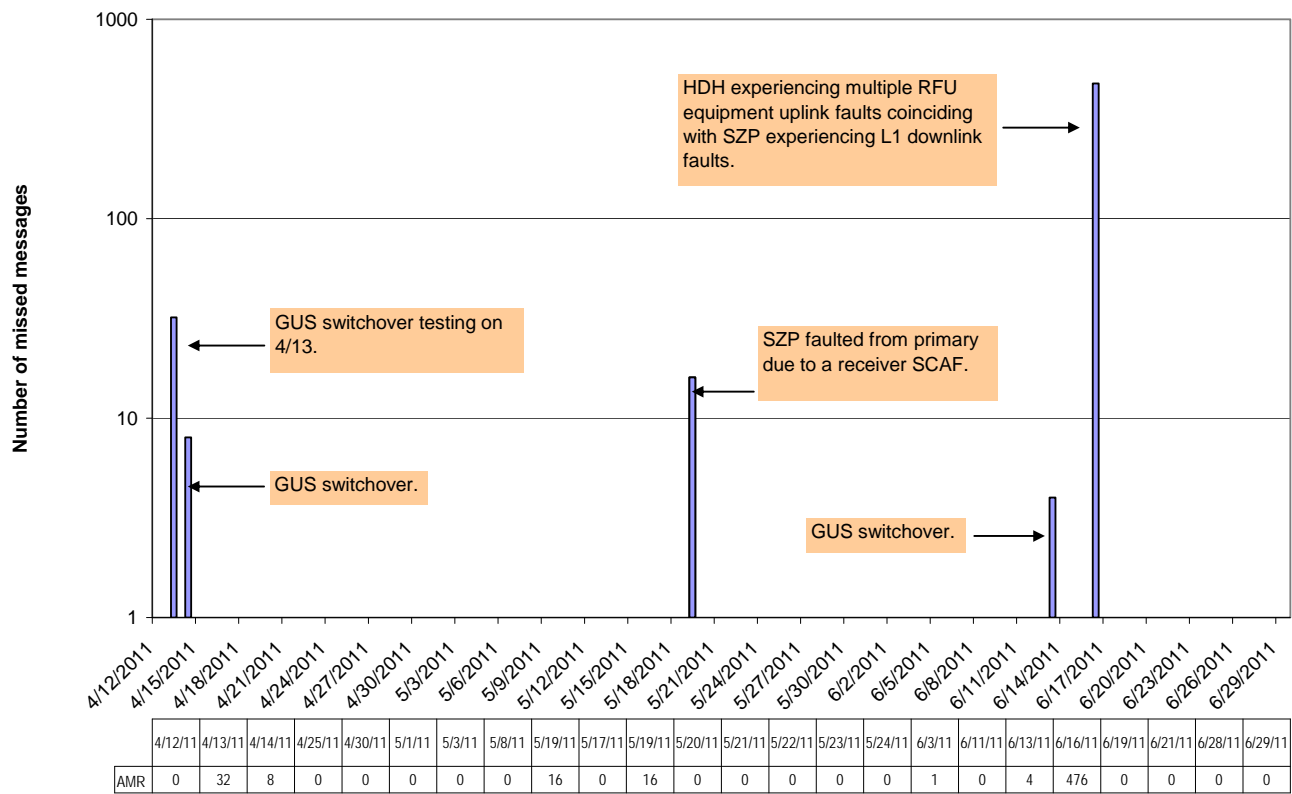 1000
HDH experiencing multiple RFU
equipment uplink faults coinciding
with SZP experiencing L1 downlink
faults.
Number of missed messages
100
GUS switchover testing on
4/13.
SZP faulted from primary
due to a receiver SCAF.
10
GUS switchover.
GUS switchover.
1
4/12/2011 4/15/2011 4/18/2011 4/21/2011 4/24/2011 4/27/2011 4/30/2011 5/3/2011 5/6/2011 5/9/2011 5/12/2011 5/15/2011 5/18/2011 5/21/2011 5/24/2011 5/27/2011 5/30/2011 6/2/2011 6/5/2011 6/8/2011 6/11/2011 6/14/2011 6/17/2011 6/20/2011 6/23/2011 6/26/2011 6/29/2011
4/12/11 4/13/11 4/14/11 4/25/11 4/30/11 5/1/11 5/3/11 5/8/11 5/19/11 5/17/11 5/19/11 5/20/11 5/21/11 5/22/11 5/23/11 5/24/11 6/3/11 6/11/11 6/13/11 6/16/11 6/19/11 6/21/11 6/28/11 6/29/11
AMR 0 32 8 0 0 0 0 0 16 0 16 0 0 0 0 0 1 0 4 476 0 0 0 0